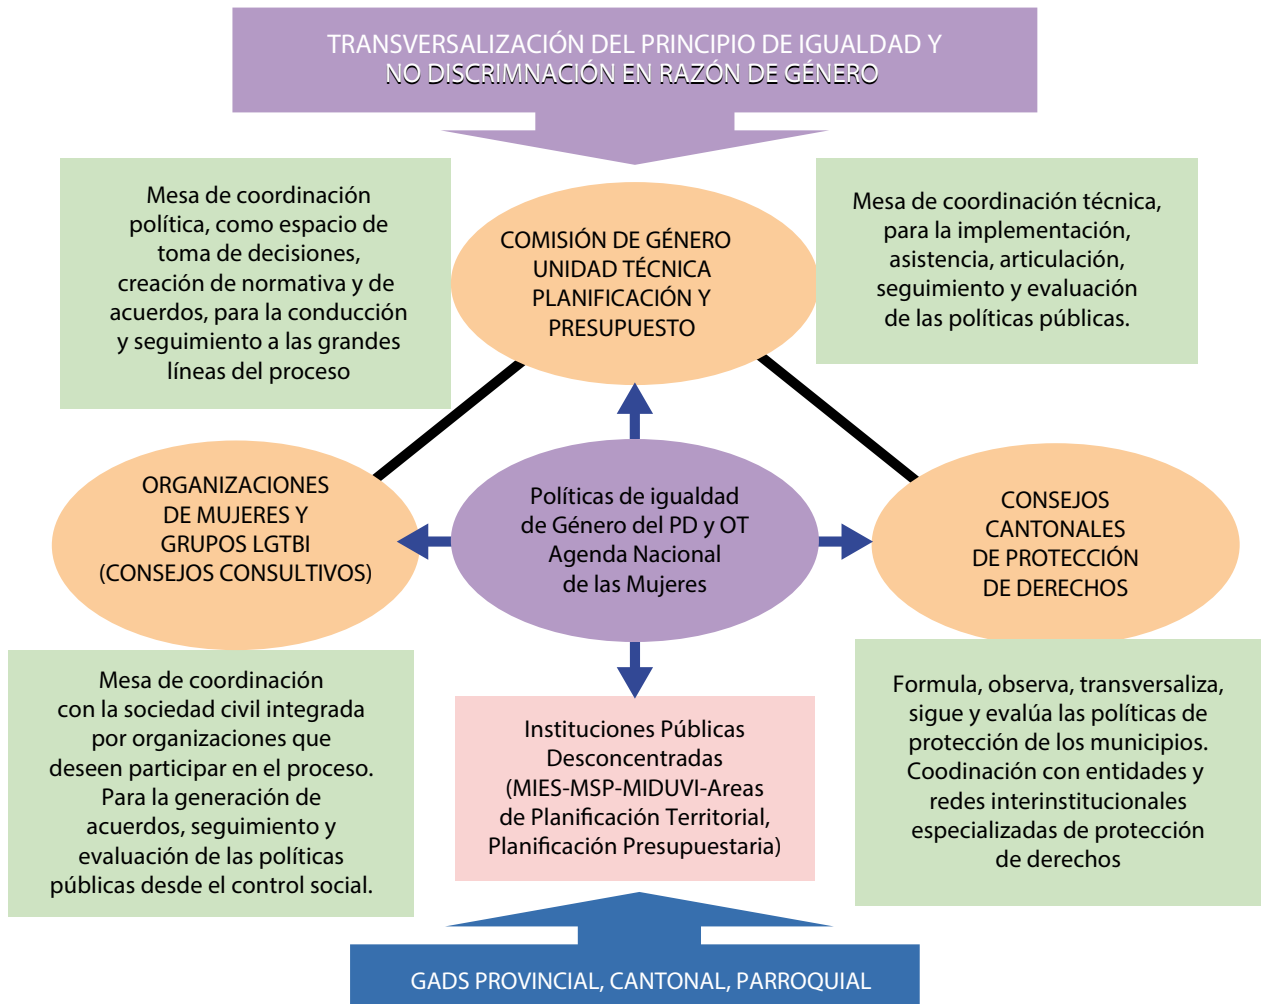 TRANSVERSALIZACIÓN DEL PRINCIPIO DE IGUALDAD Y
NO DISCRIMNACIÓN EN RAZÓN DE GÉNERO
Mesa de coordinación
política, como espacio de
toma de decisiones,
creación de normativa y de
acuerdos, para la conducción
y seguimiento a las grandes
líneas del proceso
COMISIÓN DE GÉNERO
UNIDAD TÉCNICA
PLANIFICACIÓN Y
PRESUPUESTO
Mesa de coordinación técnica,
para la implementación,
asistencia, articulación,
seguimiento y evaluación
de las políticas públicas.
ORGANIZACIONES
DE MUJERES Y
GRUPOS LGTBI
(CONSEJOS CONSULTIVOS)
Políticas de igualdad
de Género del PD y OT
Agenda Nacional
de las Mujeres
CONSEJOS
CANTONALES
DE PROTECCIÓN
DE DERECHOS
Mesa de coordinación
con la sociedad civil integrada
por organizaciones que
deseen participar en el proceso.
Para la generación de
acuerdos, seguimiento y
evaluación de las políticas
públicas desde el control social.
Instituciones Públicas
Desconcentradas
(MIES-MSP-MIDUVI-Areas
de Planificación Territorial,
Planificación Presupuestaria)
Formula, observa, transversaliza,
sigue y evalúa las políticas de
protección de los municipios.
Coodinación con entidades y
redes interinstitucionales
especializadas de protección
de derechos
GADS PROVINCIAL, CANTONAL, PARROQUIAL